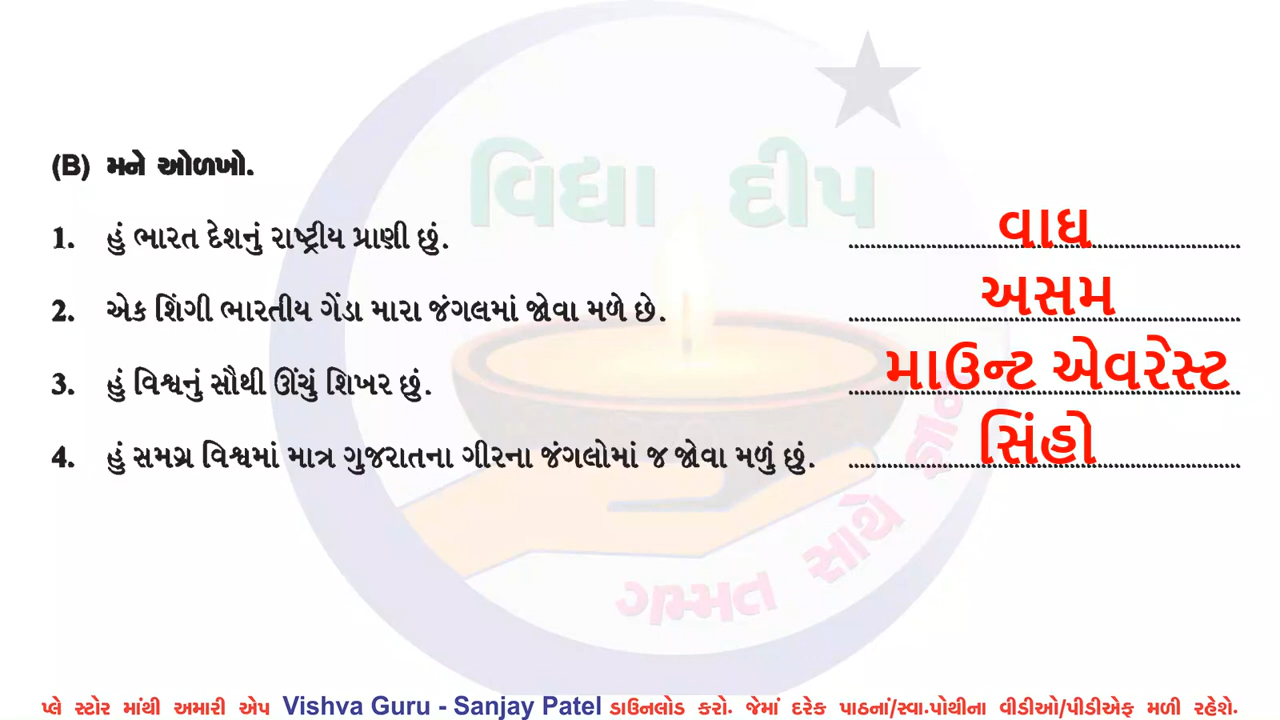 વિદ્યા દીપ
(B) મને ઓળખો.
1. હું ભારત દેશનું રાષ્ટ્રીય પ્રાણી છું. વાઘ
2. એક શિંગી ભારતીય ગેંડા મારા જંગલમાં જોવા મળે છે. અસમ
3. હું વિશ્વનું સૌથી ઊંચું શિખર છું. માઉન્ટ એવરેસ્ટ
4. હું સમગ્ર વિશ્વમાં માત્ર ગુજરાતના ગીરના જંગલોમાં જ જોવા મળું છું. સિંહો
ગમ્મત સાથે જ્ઞાન
પ્લે સ્ટોર માંથી અમારી એપ Vishva Guru - Sanjay Patel ડાઉનલોડ કરો. જેમાં દરેક પાઠનાં/સ્વા.પોથીના વીડીઓ/પીડીએફ મળી રહેશે.